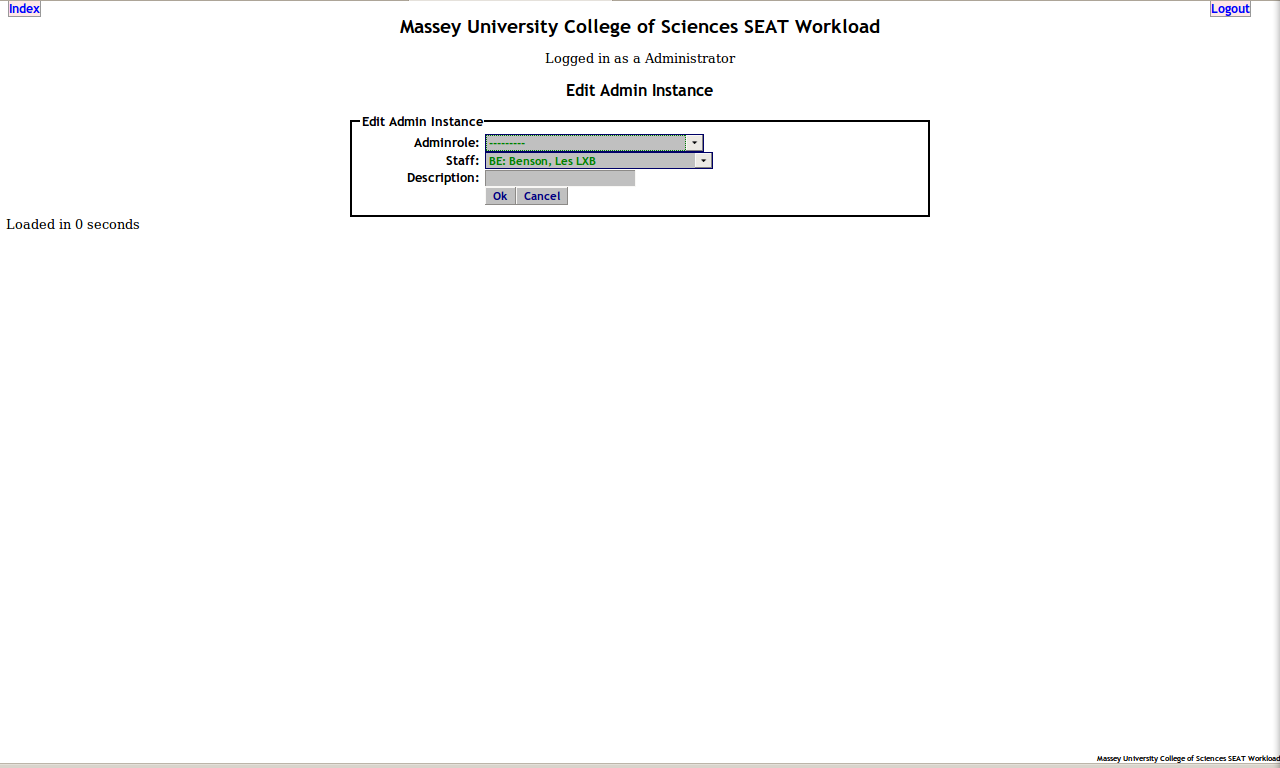 Index
Logout
Massey University College of Sciences SEAT Workload
Logged in as a Administrator
Edit Admin Instance
Edit Admin Instance
Adminrole: ---------
Staff: BE: Benson, Les LXB
Description:
Ok Cancel
Loaded in 0 seconds
Massey University College of Sciences SEAT Workload